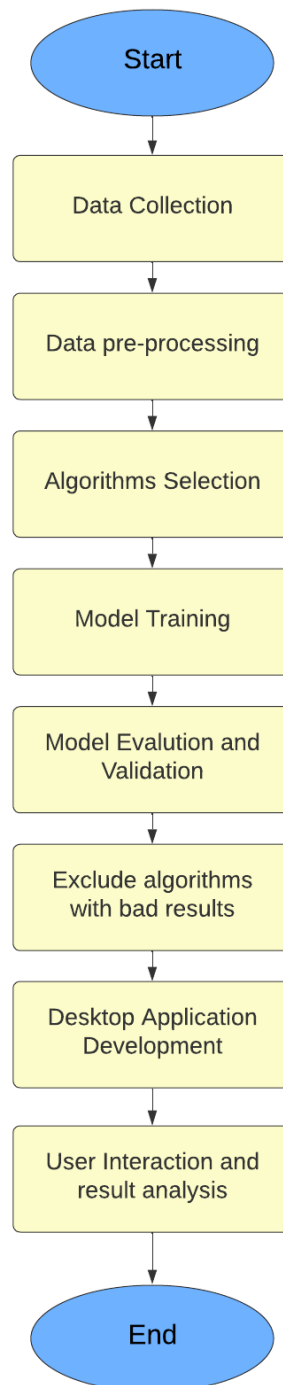 Start
Data Collection
Data pre-processing
Algorithms Selection
Model Training
Model Evalution and
Validation
Exclude algorithms
with bad results
Desktop Application
Development
User Interaction and
result analysis
End